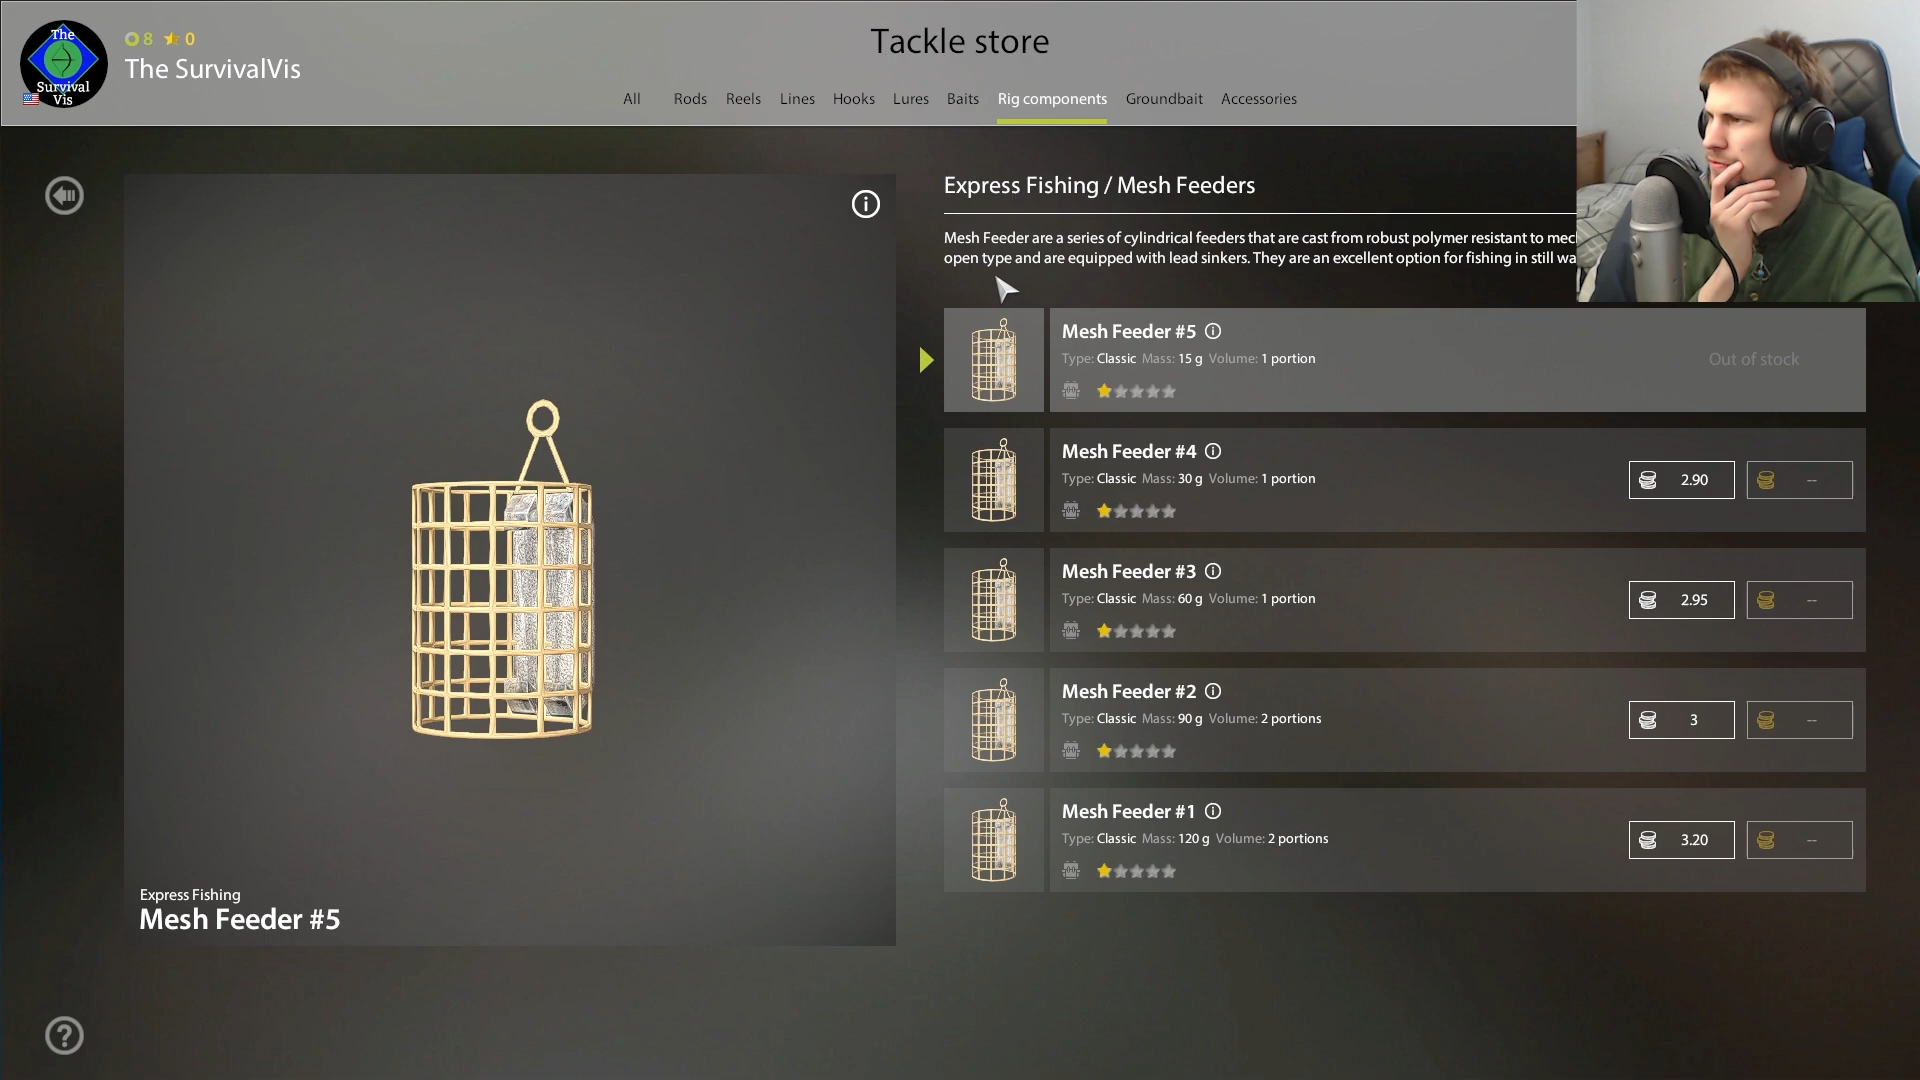 The
Survival
Vis
8 0
The SurvivalVis
Tackle store
All Rods Reels Lines Hooks Lures Baits Rig components Groundbait Accessories
Express Fishing / Mesh Feeders
Mesh Feeder are a series of cylindrical feeders that are cast from robust polymer resistant to
open type and are equipped with lead sinkers. They are an excellent option for fishing in still
Mesh Feeder #5
Type: Classic Mass: 15 g Volume: 1 portion
Out of stock
Mesh Feeder #4
Type: Classic Mass: 30 g Volume: 1 portion
2.90 --
Mesh Feeder #3
Type: Classic Mass: 60 g Volume: 1 portion
2.95 --
Mesh Feeder #2
Type: Classic Mass: 90 g Volume: 2 portions
3 --
Mesh Feeder #1
Type: Classic Mass: 120 g Volume: 2 portions
3.20 --
Express Fishing
Mesh Feeder #5
?